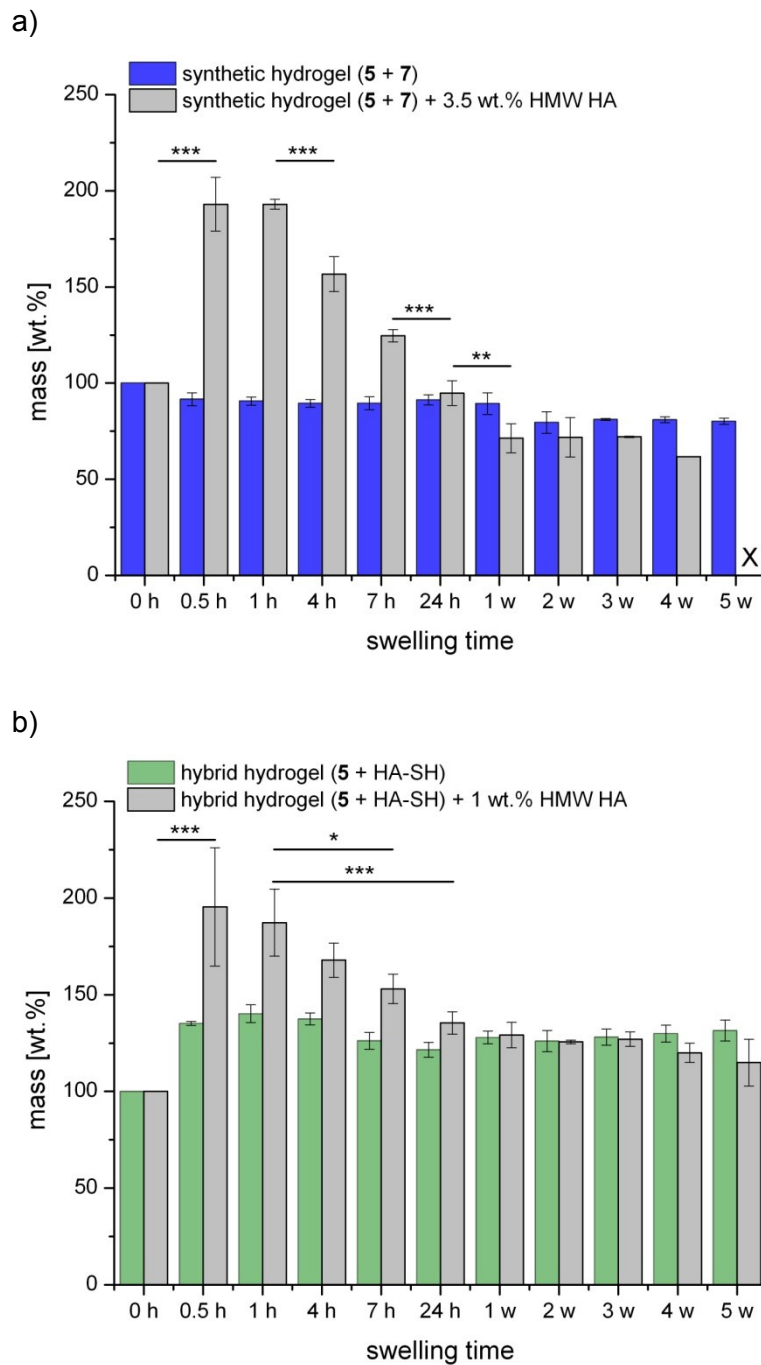 a)
synthetic hydrogel (5 + 7)
synthetic hydrogel (5 + 7) + 3.5 wt.% HMW HA
250
200
150
100
50
0
mass [wt.%]
***
***
***
**
X
0 h 0.5 h 1 h 4 h 7 h 24 h 1 w 2 w 3 w 4 w 5 w
swelling time
b)
hybrid hydrogel (5 + HA-SH)
hybrid hydrogel (5 + HA-SH) + 1 wt.% HMW HA
250
200
150
100
50
0
mass [wt.%]
***
*
***
0 h 0.5 h 1 h 4 h 7 h 24 h 1 w 2 w 3 w 4 w 5 w
swelling time